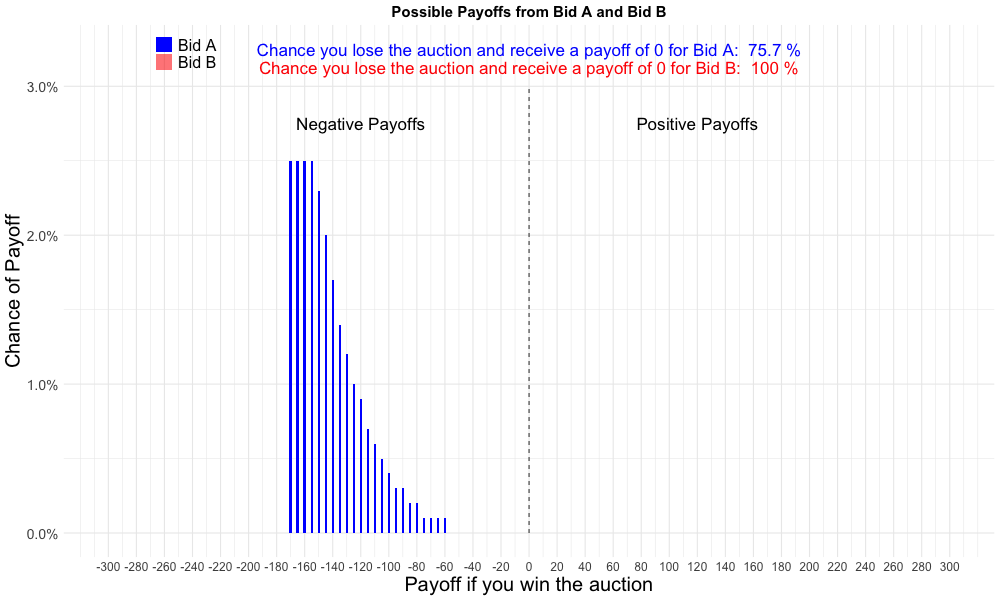 Possible Payoffs from Bid A and Bid B
Bid A
Bid B
Chance you lose the auction and receive a payoff of 0 for Bid A:  75.7 %
Chance you lose the auction and receive a payoff of 0 for Bid B:  100 %
Negative Payoffs
Positive Payoffs
Chance of Payoff
3.0%
2.0%
1.0%
0.0%
-300 -280 -260 -240 -220 -200 -180 -160 -140 -120 -100 -80 -60 -40 -20 0 20 40 60 80 100 120 140 160 180 200 220 240 260 280 300
Payoff if you win the auction